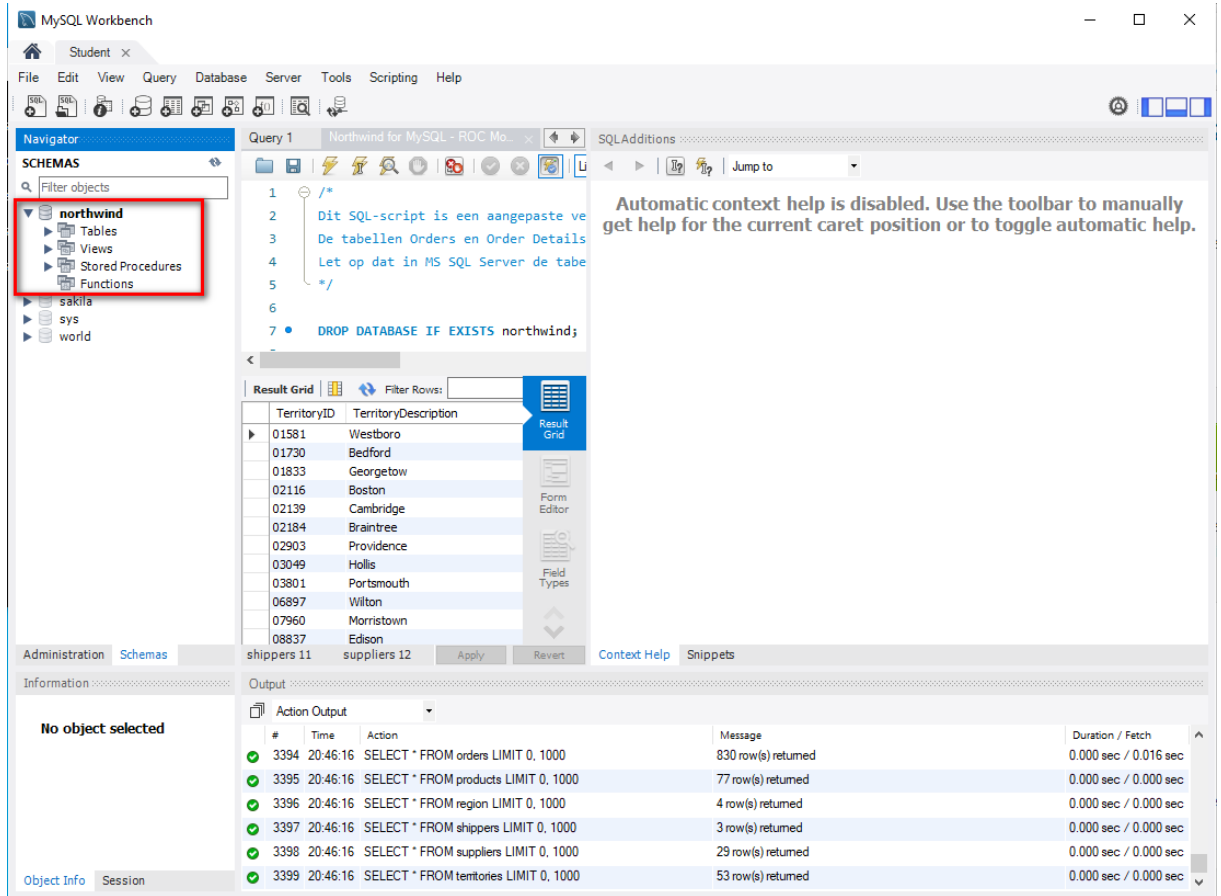 MySQL Workbench
Student
File Edit View Query Database Server Tools Scripting Help
Navigator
SCHEMAS
Filter objects
northwind
Tables
Views
Stored Procedures
Functions
sakila
sys
world
Administration Schemas
Information
No object selected
Object Info Session
Query 1 Northwind for MySQL - ROC Mo...
1 /*
2 Dit SQL-script is een aangepaste ve
3 De tabellen Orders en Order Details
4 Let op dat in MS SQL Server de tabe
5 */
6
7 DROP DATABASE IF EXISTS northwind;
Result Grid Filter Rows:
TerritoryID TerritoryDescription
01581 Westboro
01730 Bedford
01833 Georgetow
02116 Boston
02139 Cambridge
02184 Braintree
02903 Providence
03049 Hollis
03801 Portsmouth
06897 Wilton
07960 Morristown
08837 Edison
Result Grid
Form Editor
Field Types
shippers 11 suppliers 12 Apply Revert
SQLAdditions
Jump to
Automatic context help is disabled. Use the toolbar to manually
get help for the current caret position or to toggle automatic help.
Context Help Snippets
Output
Action Output
# Time Action Message Duration / Fetch
3394 20:46:16 SELECT * FROM orders LIMIT 0, 1000 830 row(s) returned 0.000 sec / 0.016 sec
3395 20:46:16 SELECT * FROM products LIMIT 0, 1000 77 row(s) returned 0.000 sec / 0.000 sec
3396 20:46:16 SELECT * FROM region LIMIT 0, 1000 4 row(s) returned 0.000 sec / 0.000 sec
3397 20:46:16 SELECT * FROM shippers LIMIT 0, 1000 3 row(s) returned 0.000 sec / 0.000 sec
3398 20:46:16 SELECT * FROM suppliers LIMIT 0, 1000 29 row(s) returned 0.000 sec / 0.000 sec
3399 20:46:16 SELECT * FROM territories LIMIT 0, 1000 53 row(s) returned 0.000 sec / 0.000 sec